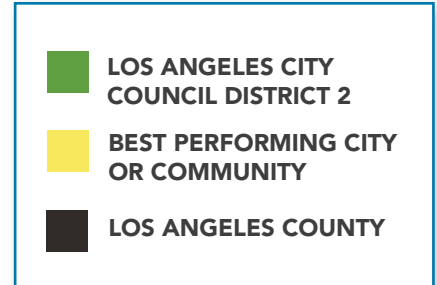 LOS ANGELES CITY
COUNCIL DISTRICT 2
BEST PERFORMING CITY
OR COMMUNITY
LOS ANGELES COUNTY